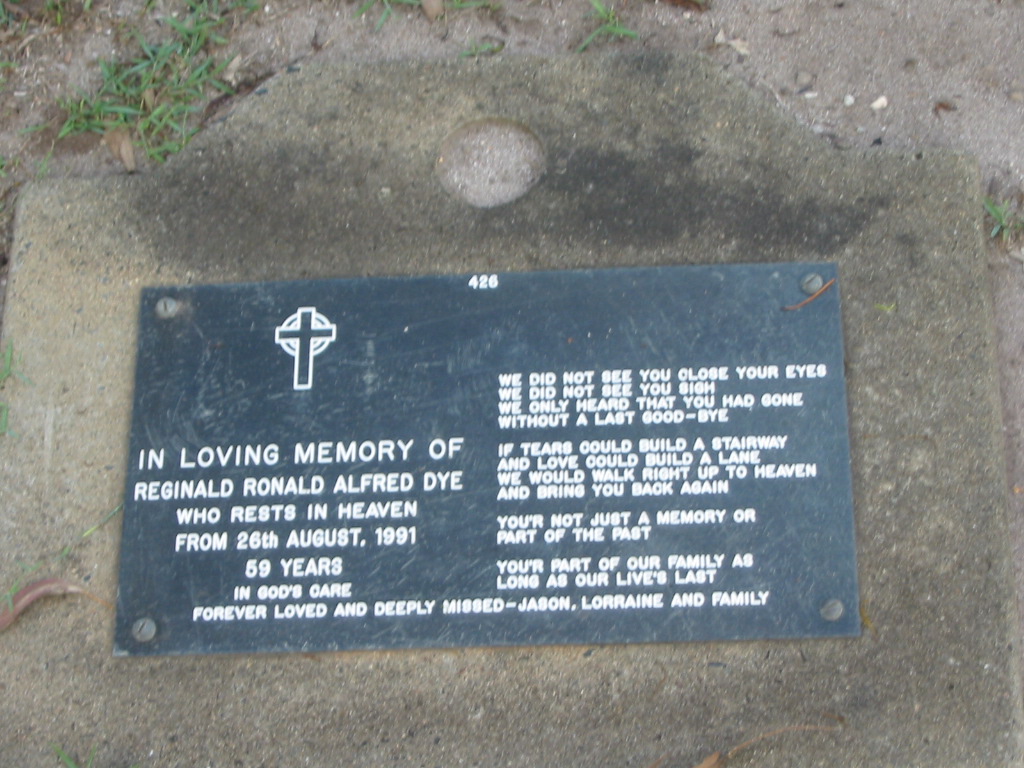 426
IN LOVING MEMORY OF
REGINALD RONALD ALFRED DYE
WHO RESTS IN HEAVEN
FROM 26th AUGUST, 1991
59 YEARS
IN GOD'S CARE
WE DID NOT SEE YOU CLOSE YOUR EYES
WE DID NOT SEE YOU SIGH
WE ONLY HEARD THAT YOU HAD GONE
WITHOUT A LAST GOOD-BYE
IF TEARS COULD BUILD A STAIRWAY
AND LOVE COULD BUILD A LANE
WE WOULD WALK RIGHT UP TO HEAVEN
AND BRING YOU BACK AGAIN
YOU'R NOT JUST A MEMORY OR
PART OF THE PAST
YOU'R PART OF OUR FAMILY AS
LONG AS OUR LIVE'S LAST
FOREVER LOVED AND DEEPLY MISSED-JASON, LORRAINE AND FAMILY